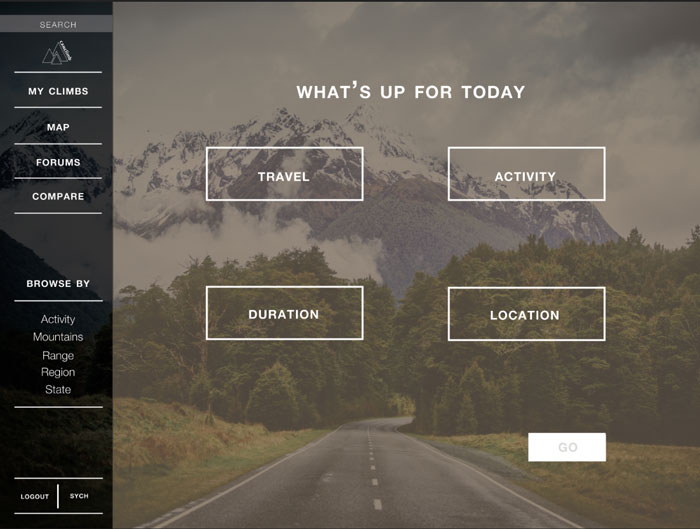 SEARCH
MY CLIMBS
MAP
FORUMS
COMPARE
BROWSE BY
Activity
Mountains
Range
Region
State
LOGOUT
SYCH
WHAT'S UP FOR TODAY
TRAVEL
ACTIVITY
DURATION
LOCATION
GO